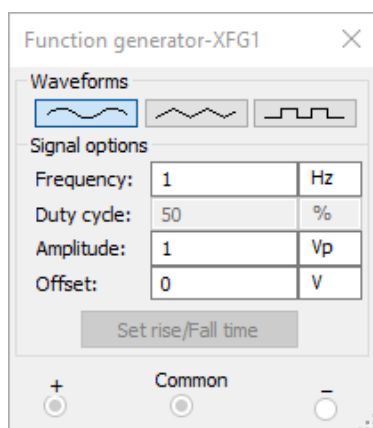 Function generator-XFG1
Waveforms
Signal options
Frequency: 1 Hz
Duty cycle: 50 %
Amplitude: 1 Vp
Offset: 0 V
Set rise/Fall time
+ Common −